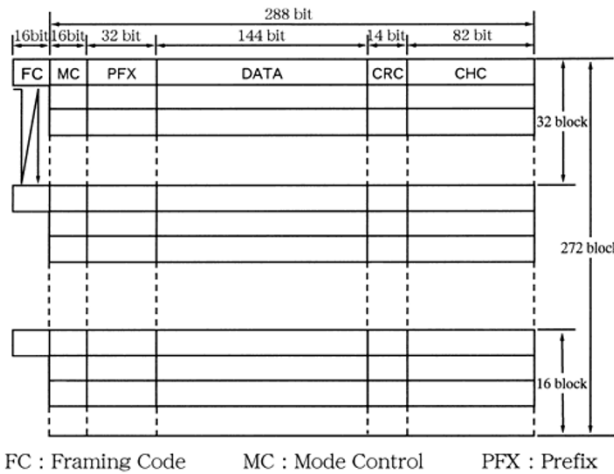 288 bit
16bit 16bit 32 bit 144 bit 14 bit 82 bit
FC MC PFX DATA CRC CHC
32 block
272 block
16 block
FC : Framing Code MC : Mode Control PFX : Prefix